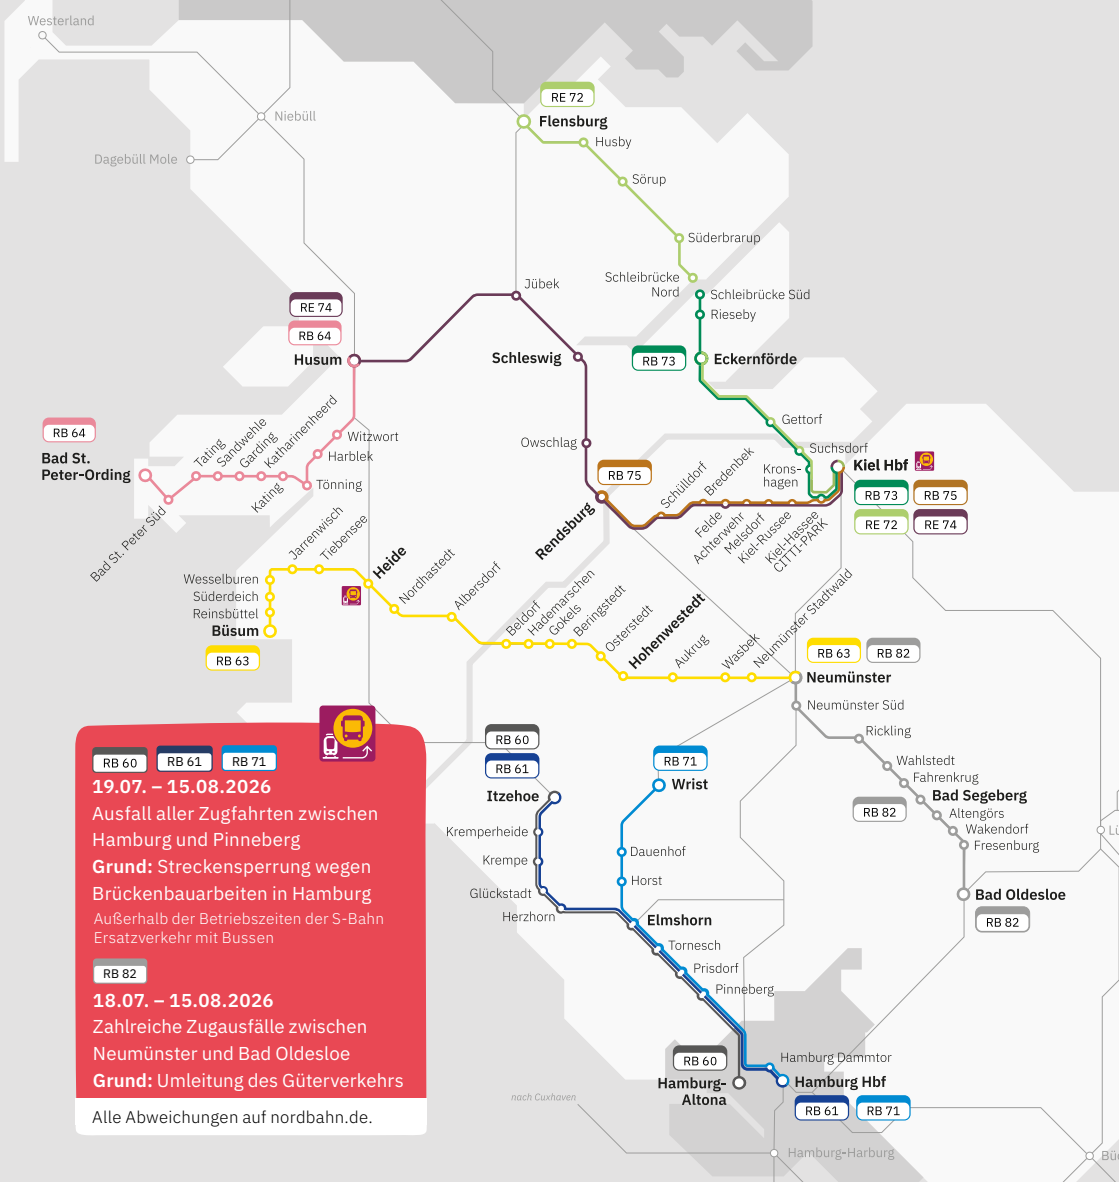 Westerland
Niebüll
Dagebüll Mole
RE 72
Flensburg
Husby
Sörup
Süderbrarup
Schleibrücke
Nord
Schleibrücke Süd
Rieseby
Jübek
RE 74
RB 64
Husum
Schleswig
RB 73
Eckernförde
Gettorf
Suchsdorf
Krons-
hagen
Kiel Hbf
RB 73
RB 75
RE 72
RE 74
RB 64
Bad St.
Peter-Ording
Bad St. Peter Süd
Tating
Sandwehle
Garding
Katharinenheerd
Kating
Tönning
Harblek
Witzwort
Owschlag
RB 75
Rendsburg
Schülldorf
Bredenbek
Felde
Achterwehr
Melsdorf
Kiel-Russee
Kiel-Hassee
CITTI-PARK
Jarrenwisch
Tiebensee
Wesselburen
Süderdeich
Reinsbüttel
Büsum
RB 63
Heide
Nordhastedt
Albersdorf
Beldorf
Hademarschen
Gokels
Beringstedt
Osterstedt
Hohenwestedt
Aukrug
Wasbek
Neumünster Stadtwald
RB 63
RB 82
Neumünster
Neumünster Süd
Rickling
Wahlstedt
Fahrenkrug
Bad Segeberg
RB 82
Altengörs
Wakendorf
Fresenburg
Bad Oldesloe
RB 82
Lü
RB 60
RB 61
Itzehoe
Kremperheide
Krempe
Glückstadt
Herzhorn
RB 71
Wrist
Dauenhof
Horst
Elmshorn
Tornesch
Prisdorf
Pinneberg
RB 60
Hamburg-
Altona
Hamburg Dammtor
Hamburg Hbf
RB 61
RB 71
nach Cuxhaven
Hamburg-Harburg
Büc
RB 60
RB 61
RB 71
19.07. – 15.08.2026
Ausfall aller Zugfahrten zwischen
Hamburg und Pinneberg
Grund: Streckensperrung wegen
Brückenbauarbeiten in Hamburg
Außerhalb der Betriebszeiten der S-Bahn
Ersatzverkehr mit Bussen
RB 82
18.07. – 15.08.2026
Zahlreiche Zugausfälle zwischen
Neumünster und Bad Oldesloe
Grund: Umleitung des Güterverkehrs
Alle Abweichungen auf nordbahn.de.